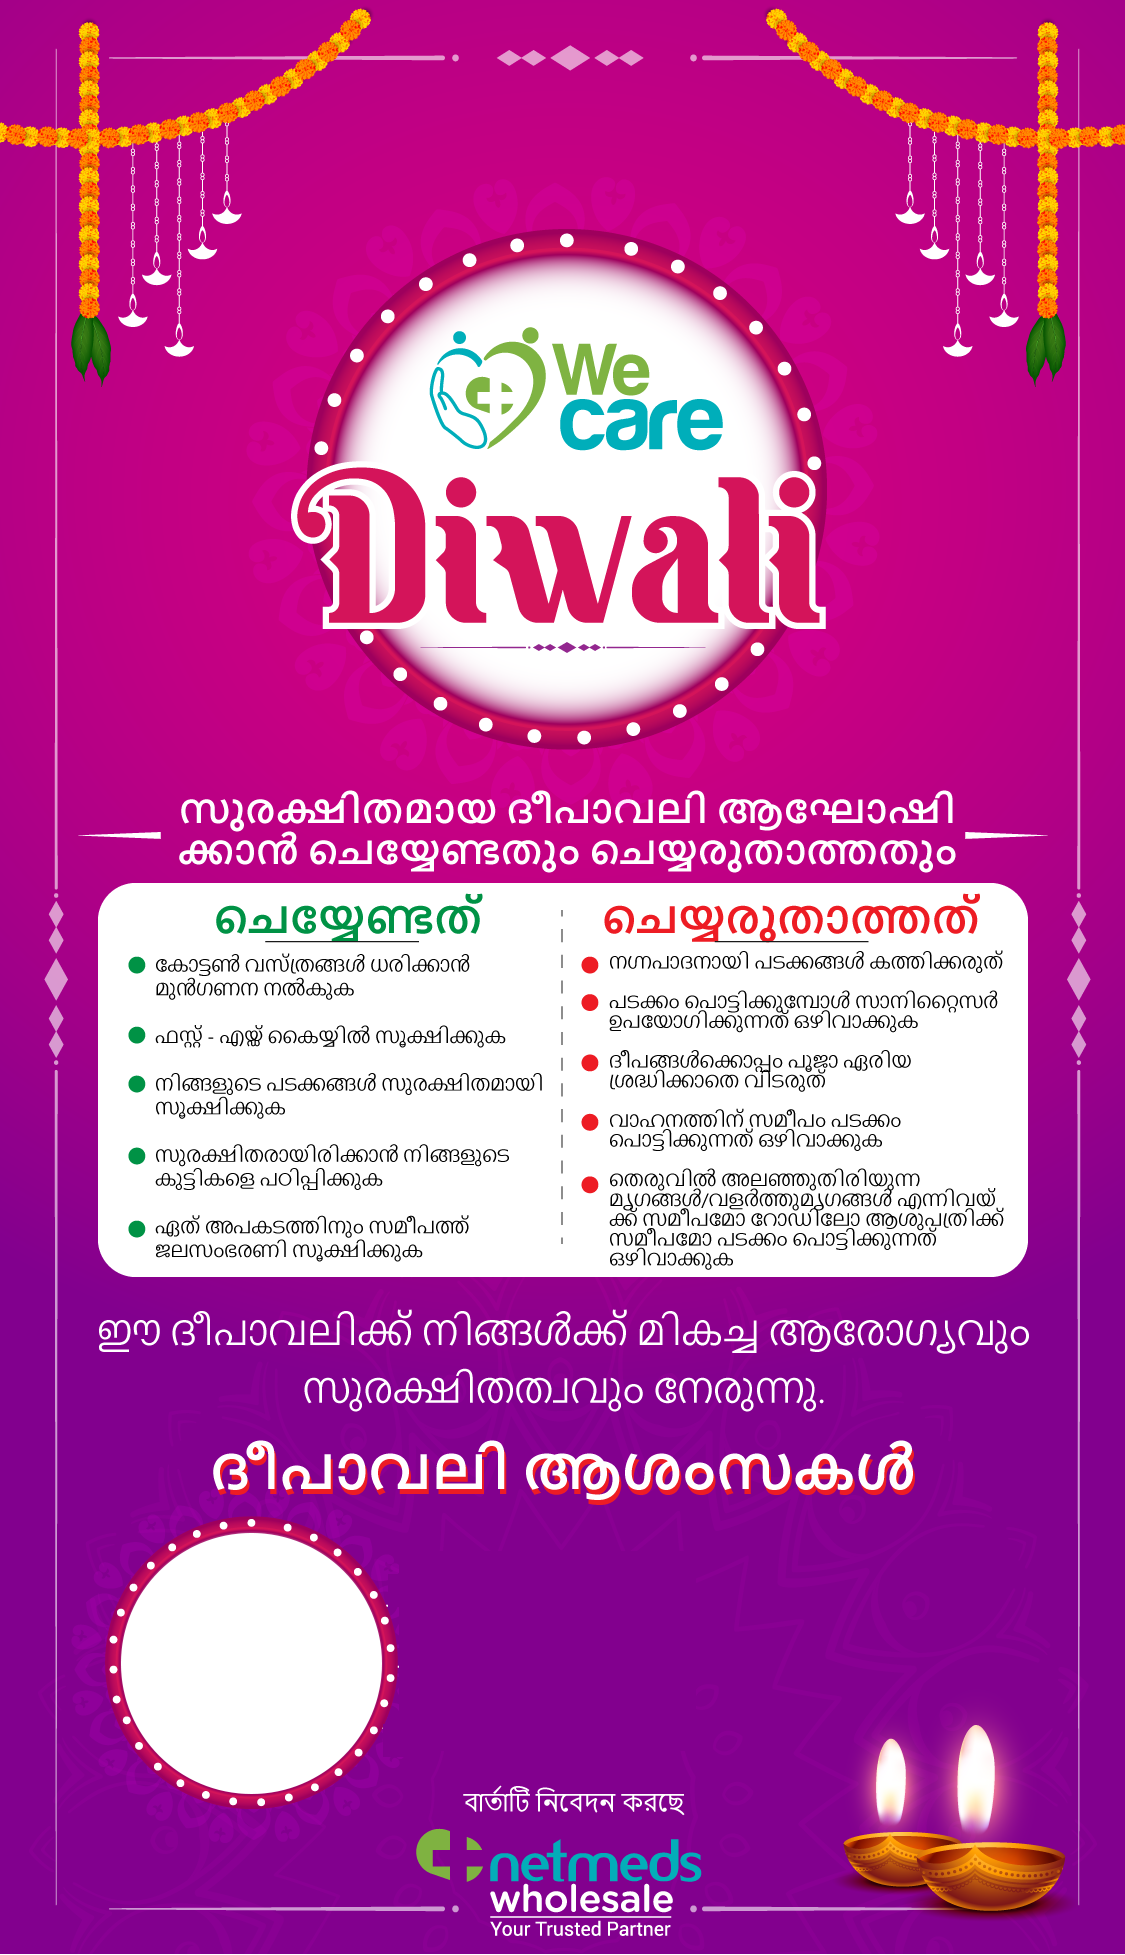 We
care
Diwali
സുരക്ഷിതമായ ദീപാവലി ആഘോഷി
ക്കാൻ ചെയ്യേണ്ടതും ചെയ്യരുതാത്തതും
ചെയ്യേണ്ടത്
കോട്ടൺ വസ്ത്രങ്ങൾ ധരിക്കാൻ
മുൻഗണന നൽകുക
ഫസ്റ്റ് - എയ്ഡ് കൈയ്യിൽ സൂക്ഷിക്കുക
നിങ്ങളുടെ പടക്കങ്ങൾ സുരക്ഷിതമായി
സൂക്ഷിക്കുക
സുരക്ഷിതരായിരിക്കാൻ നിങ്ങളുടെ
കുട്ടികളെ പഠിപ്പിക്കുക
ഏത് അപകടത്തിനും സമീപത്ത്
ജലസംഭരണി സൂക്ഷിക്കുക
ചെയ്യരുതാത്തത്
നഗ്നപാദനായി പടക്കങ്ങൾ കത്തിക്കരുത്
പടക്കം പൊട്ടിക്കുമ്പോൾ സാനിറ്റൈസർ
ഉപയോഗിക്കുന്നത് ഒഴിവാക്കുക
ദീപങ്ങൾക്കൊപ്പം പൂജാ ഏരിയ
ശ്രദ്ധിക്കാതെ വിടരുത്
വാഹനത്തിന് സമീപം പടക്കം
പൊട്ടിക്കുന്നത് ഒഴിവാക്കുക
തെരുവിൽ അലഞ്ഞുതിരിയുന്ന
മൃഗങ്ങൾ/വളർത്തുമൃഗങ്ങൾ എന്നിവയ്
ക്ക് സമീപമോ റോഡിലോ ആശുപത്രിക്ക്
സമീപമോ പടക്കം പൊട്ടിക്കുന്നത്
ഒഴിവാക്കുക
ഈ ദീപാവലിക്ക് നിങ്ങൾക്ക് മികച്ച ആരോഗ്യവും
സുരക്ഷിതത്വവും നേരുന്നു.
ദീപാവലി ആശംസകൾ
বার্তাটি নিবেদন করছে
netmeds
wholesale
Your Trusted Partner